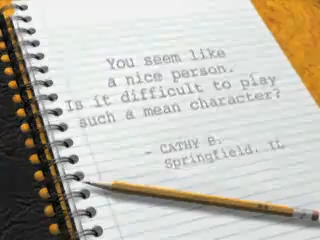 You seem like
a nice person.
Is it difficult to play
such a mean character?
- CATHY B.
Springfield, IL